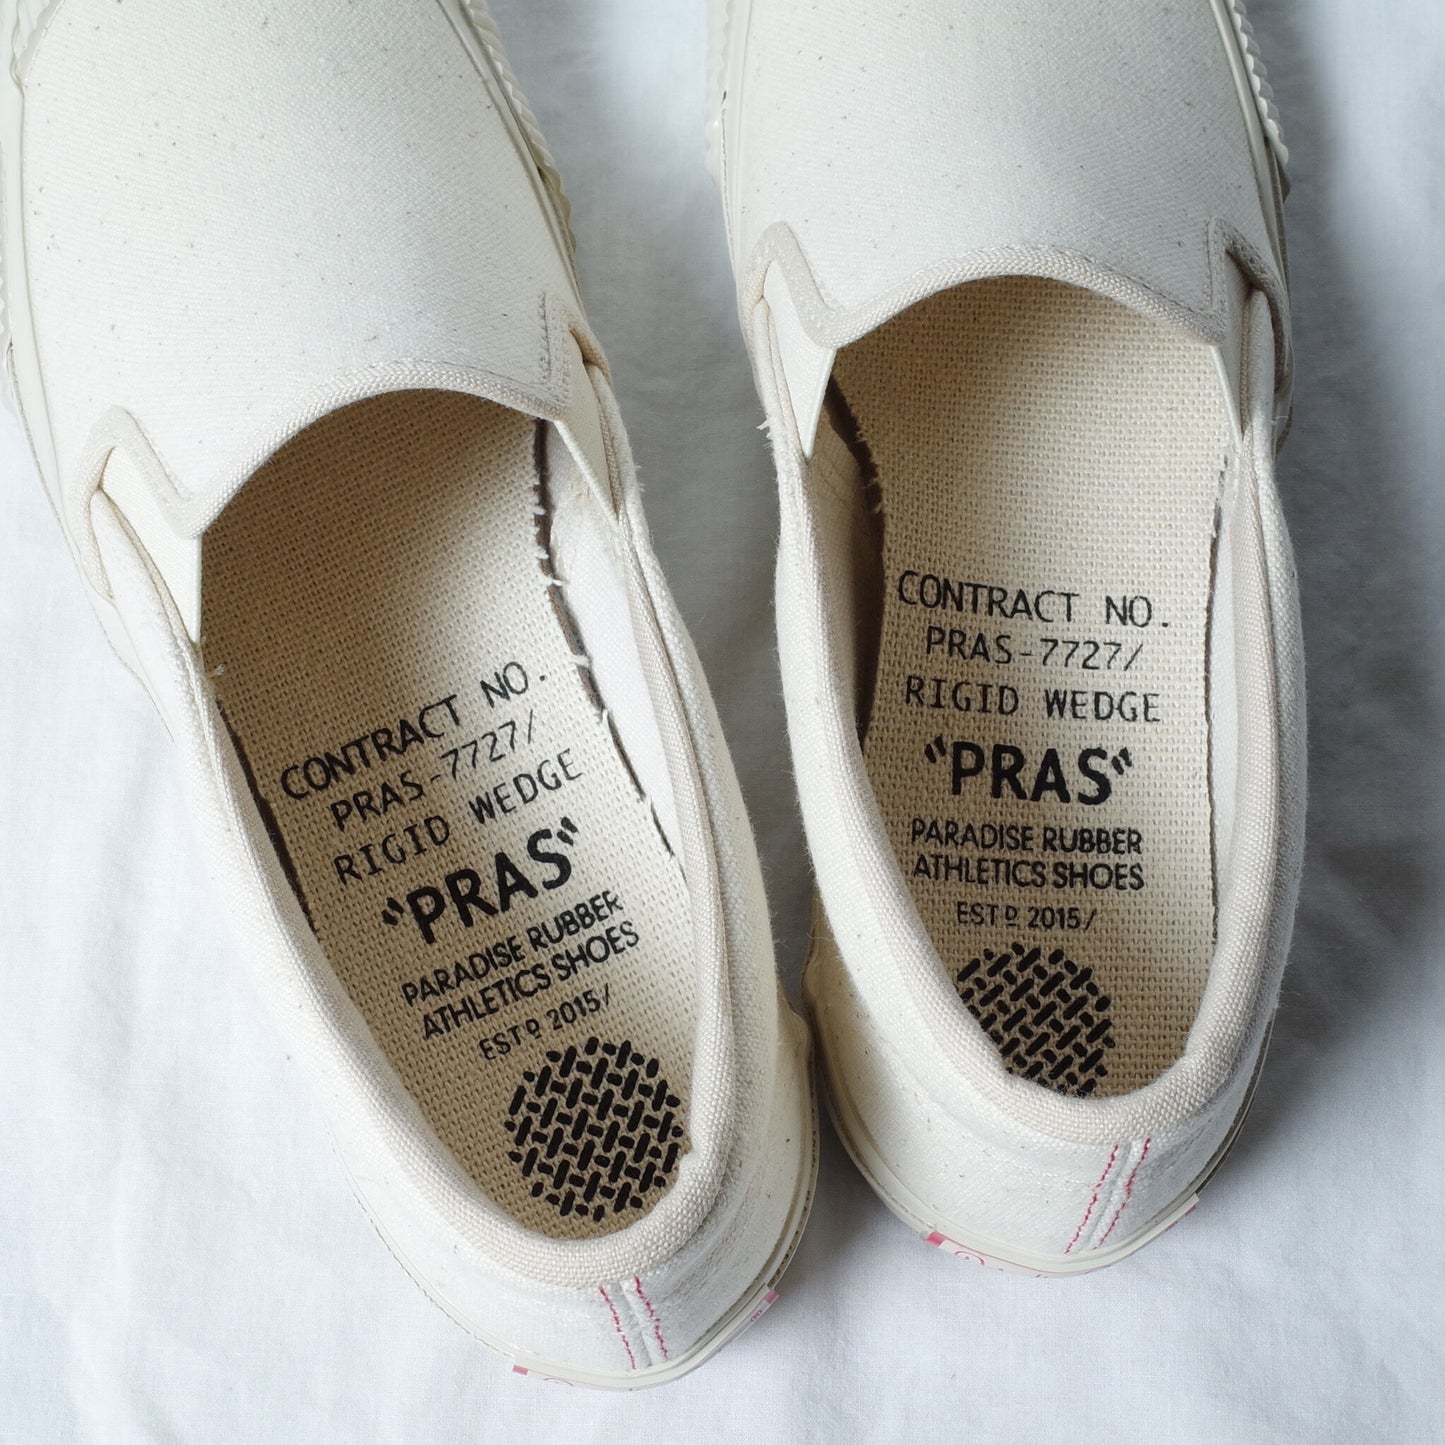 CONTRACT NO.
PRAS-7727/
RIGID WEDGE
"PRAS"
PARADISE RUBBER
ATHLETICS SHOES
ESTD 2015/
CONTRACT NO.
PRAS-7727/
RIGID WEDGE
"PRAS"
PARADISE RUBBER
ATHLETICS SHOES
ESTD 2015/